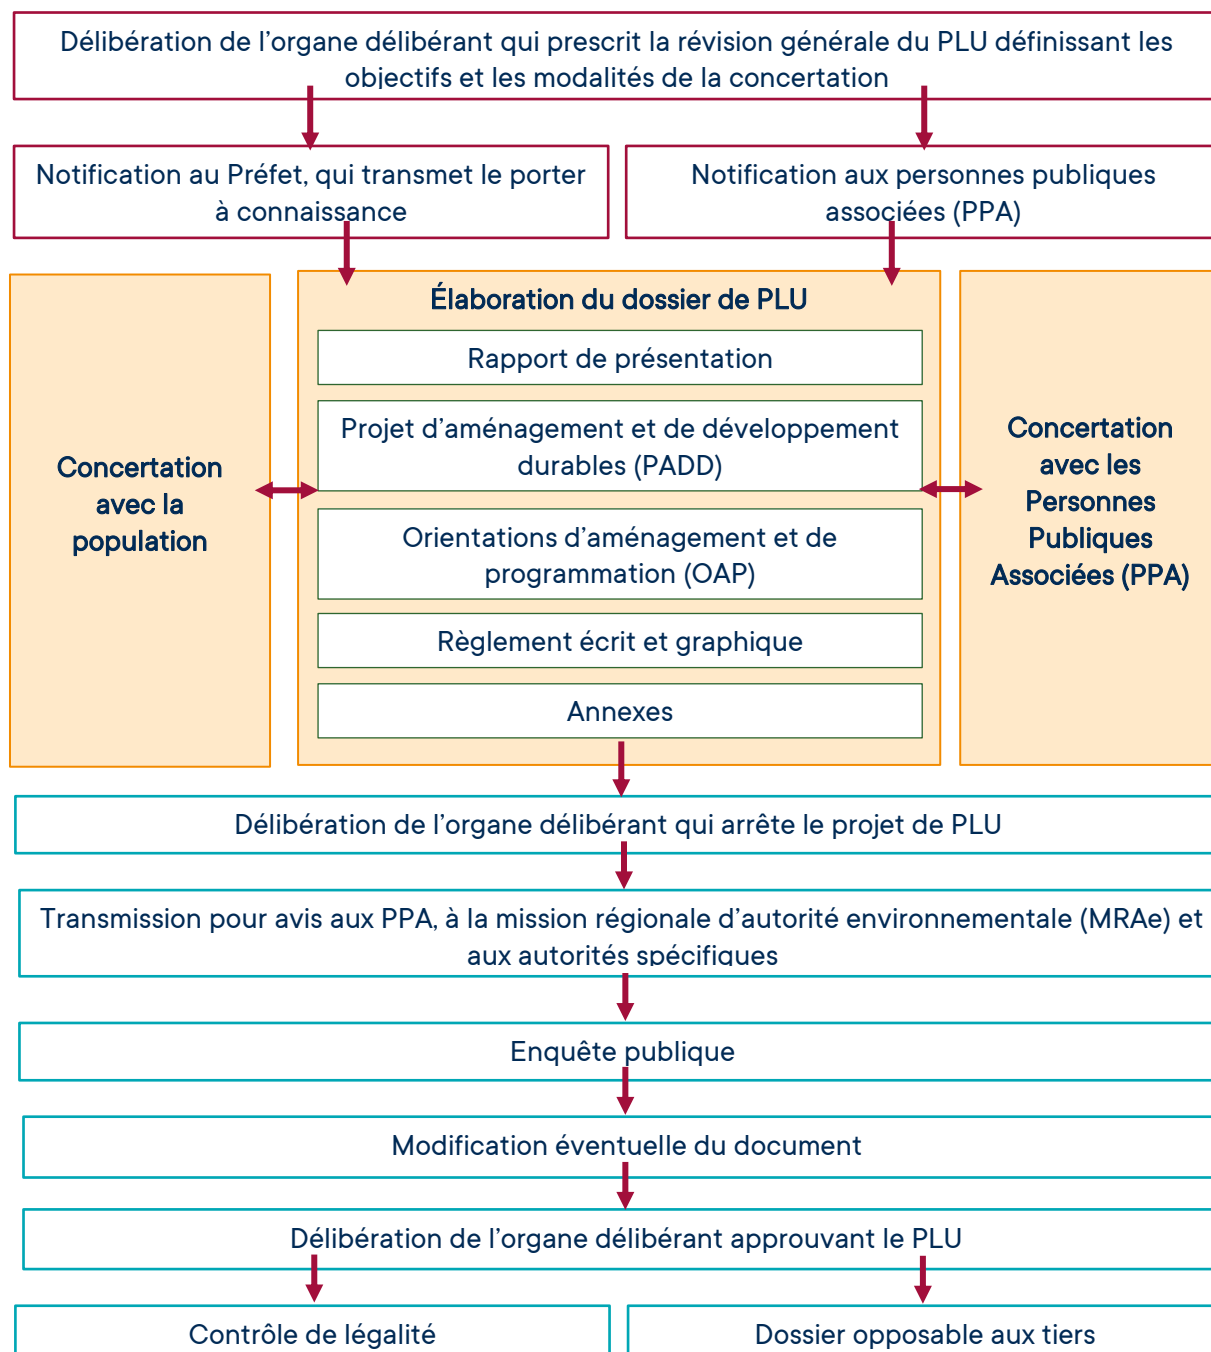 Délibération de l'organe délibérant qui prescrit la révision générale du PLU définissant les
objectifs et les modalités de la concertation
Notification au Préfet, qui transmet le porter
à connaissance
Notification aux personnes publiques
associées (PPA)
Concertation
avec la
population
Élaboration du dossier de PLU
Rapport de présentation
Projet d'aménagement et de développement
durables (PADD)
Orientations d'aménagement et de
programmation (OAP)
Règlement écrit et graphique
Annexes
Concertation
avec les
Personnes
Publiques
Associées (PPA)
Délibération de l'organe délibérant qui arrête le projet de PLU
Transmission pour avis aux PPA, à la mission régionale d'autorité environnementale (MRAe) et
aux autorités spécifiques
Enquête publique
Modification éventuelle du document
Délibération de l'organe délibérant approuvant le PLU
Contrôle de légalité
Dossier opposable aux tiers